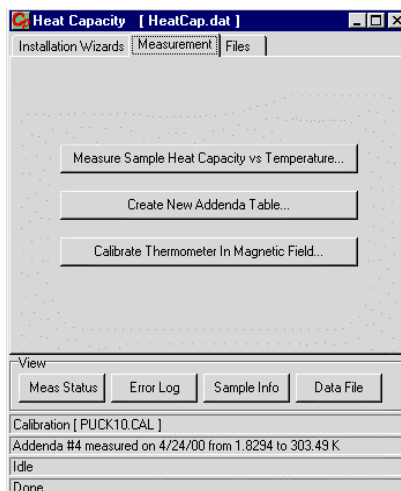 Heat Capacity [ HeatCap.dat ]
Installation Wizards Measurement Files
Measure Sample Heat Capacity vs Temperature...
Create New Addenda Table...
Calibrate Thermometer In Magnetic Field...
View
Meas Status Error Log Sample Info Data File
Calibration [ PUCK10.CAL ]
Addenda #4 measured on 4/24/00 from 1.8294 to 303.49 K
Idle
Done